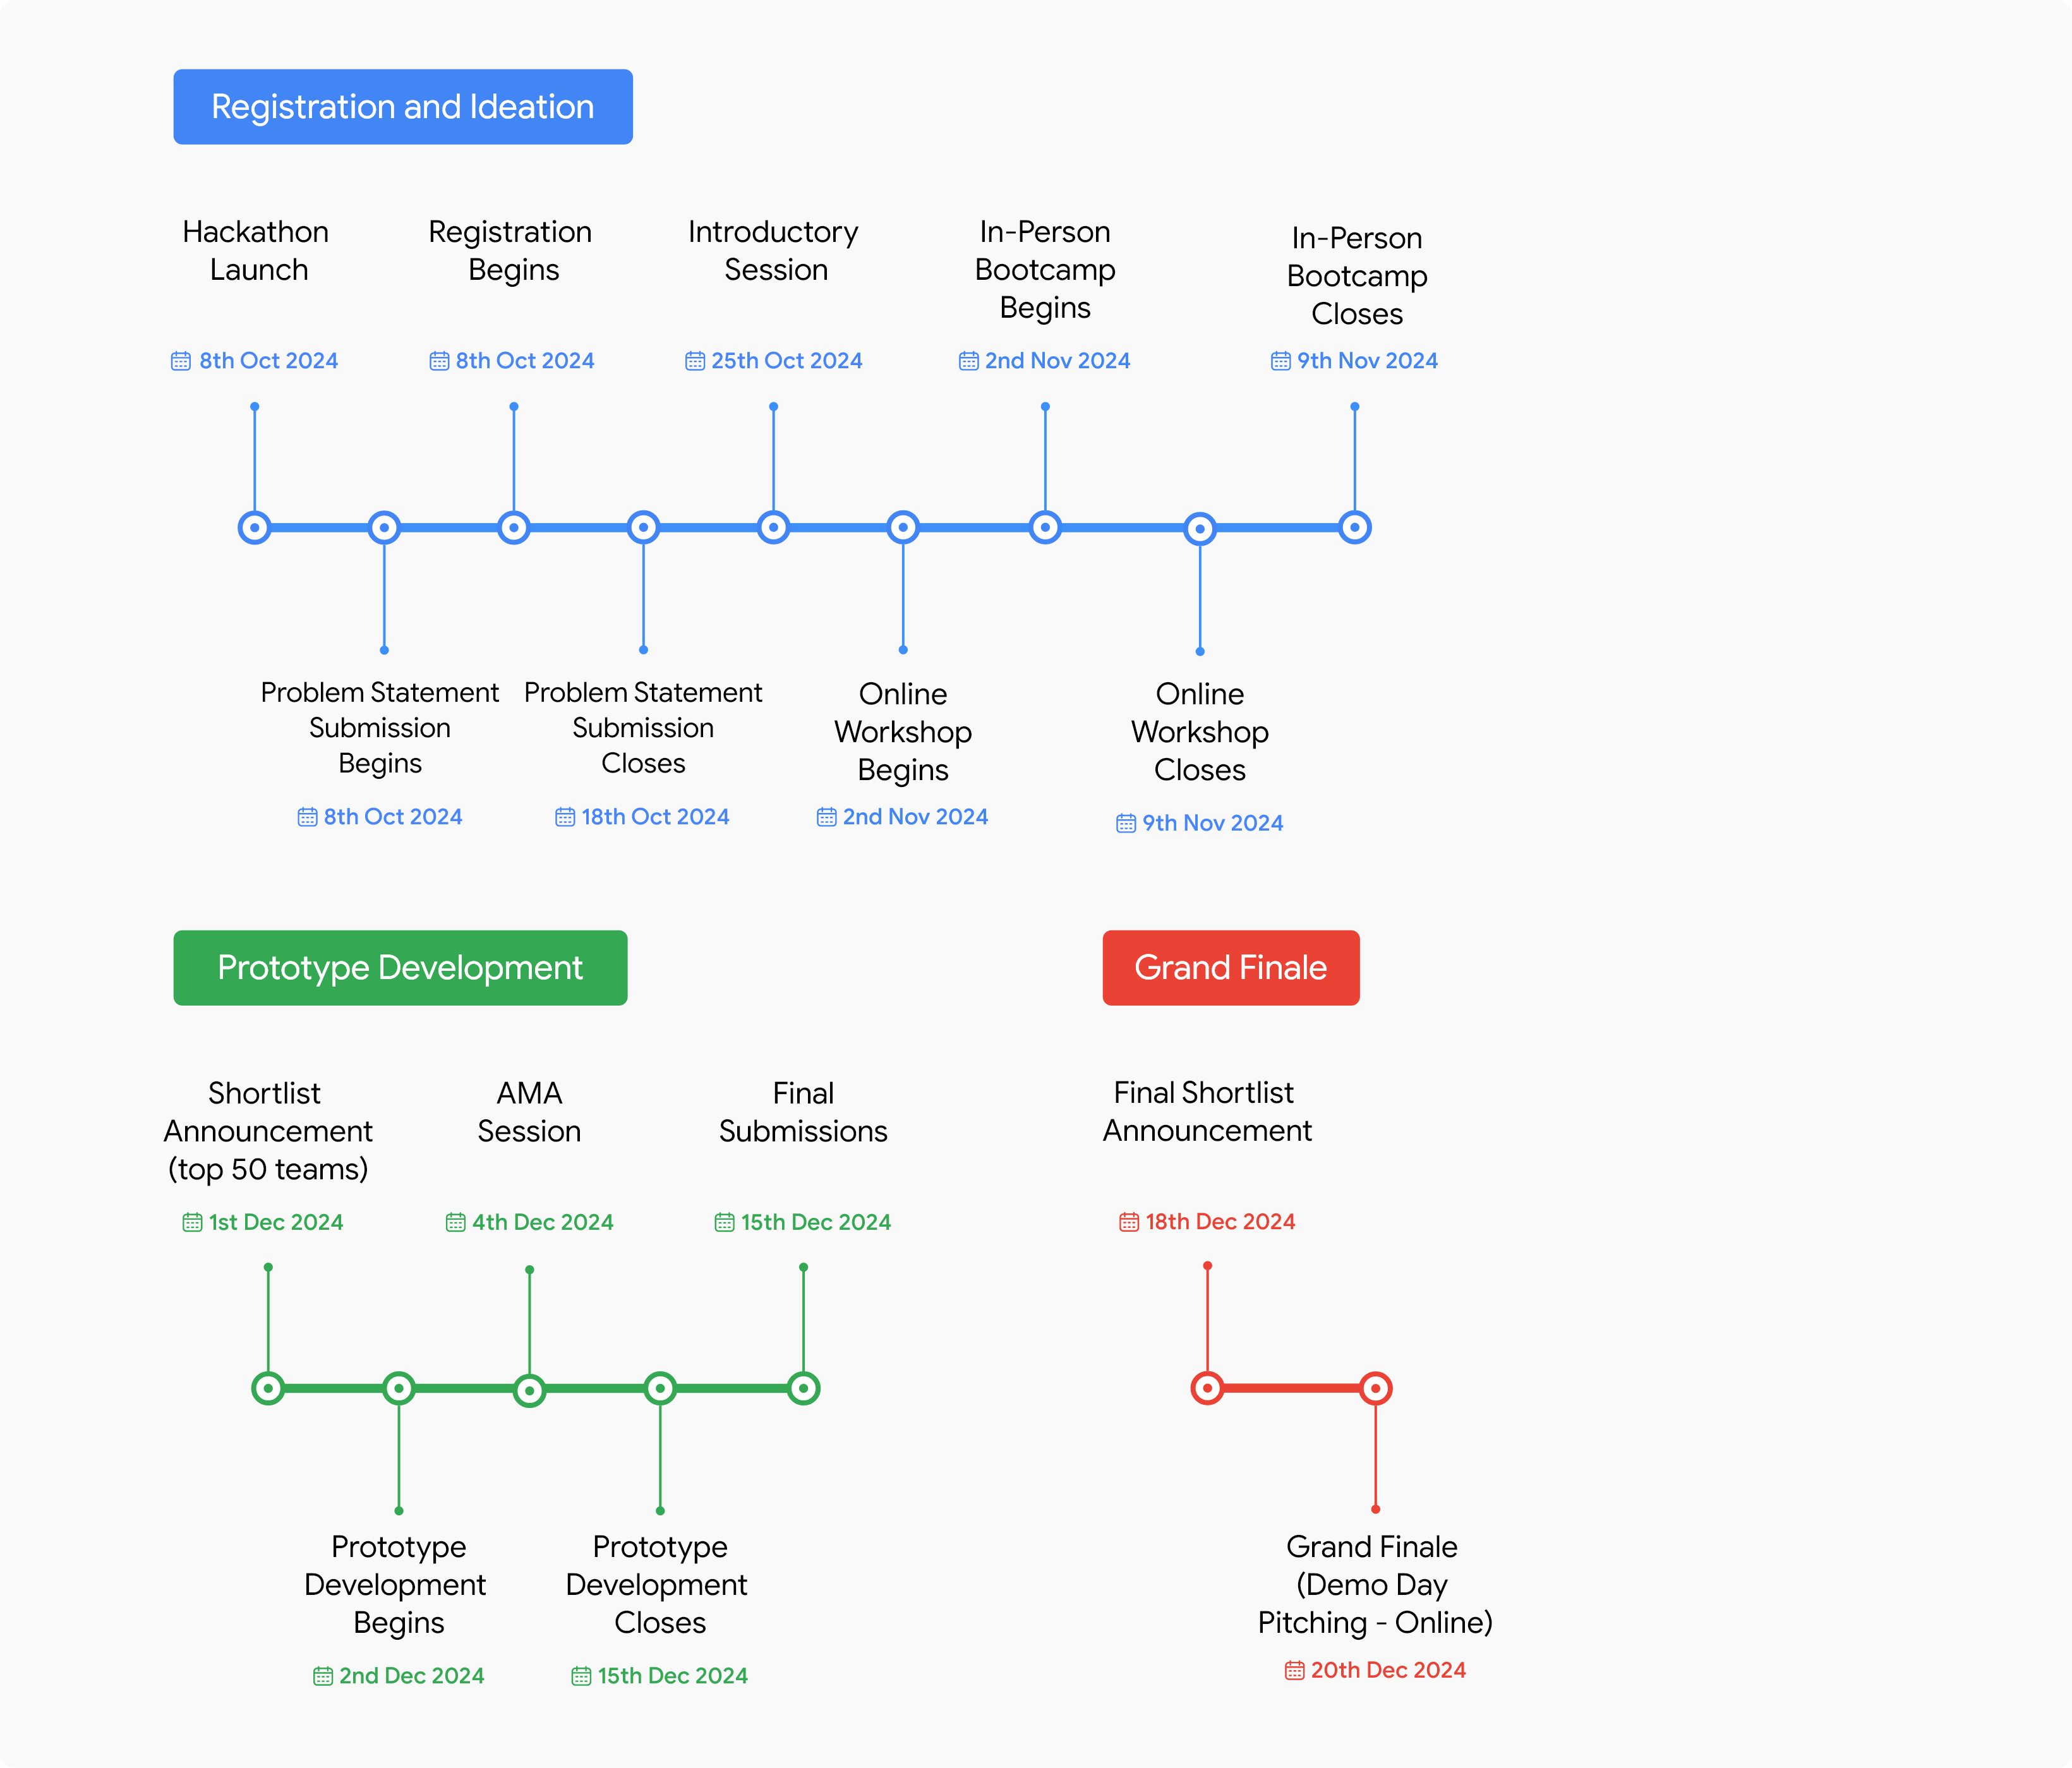 Registration and Ideation
Hackathon
Launch
8th Oct 2024
Registration
Begins
8th Oct 2024
Introductory
Session
25th Oct 2024
In-Person
Bootcamp
Begins
2nd Nov 2024
In-Person
Bootcamp
Closes
9th Nov 2024
Problem Statement
Submission
Begins
8th Oct 2024
Problem Statement
Submission
Closes
18th Oct 2024
Online
Workshop
Begins
2nd Nov 2024
Online
Workshop
Closes
9th Nov 2024
Prototype Development
Shortlist
Announcement
(top 50 teams)
1st Dec 2024
AMA
Session
4th Dec 2024
Final
Submissions
15th Dec 2024
Prototype
Development
Begins
2nd Dec 2024
Prototype
Development
Closes
15th Dec 2024
Grand Finale
Final Shortlist
Announcement
18th Dec 2024
Grand Finale
(Demo Day
Pitching - Online)
20th Dec 2024